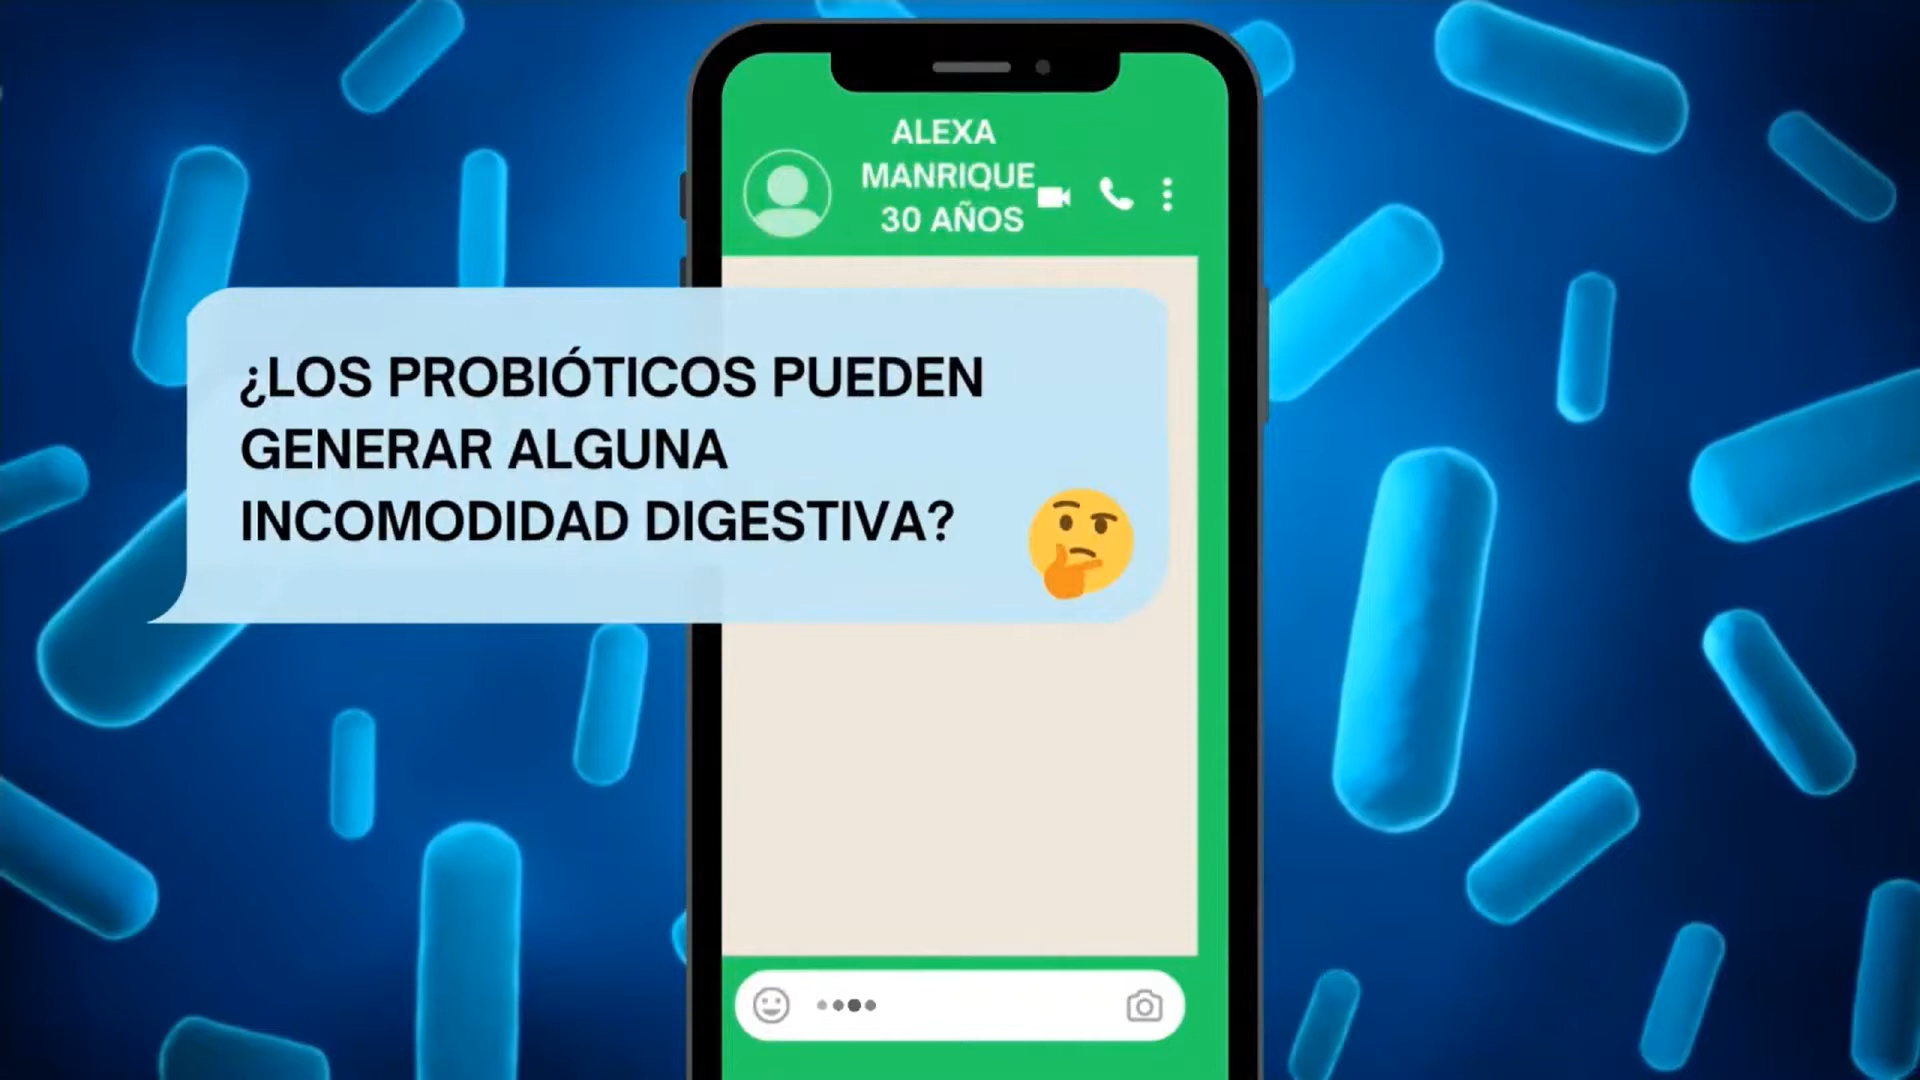 ALEXA
MANRIQUE
30 AÑOS
¿LOS PROBIÓTICOS PUEDEN
GENERAR ALGUNA
INCOMODIDAD DIGESTIVA?